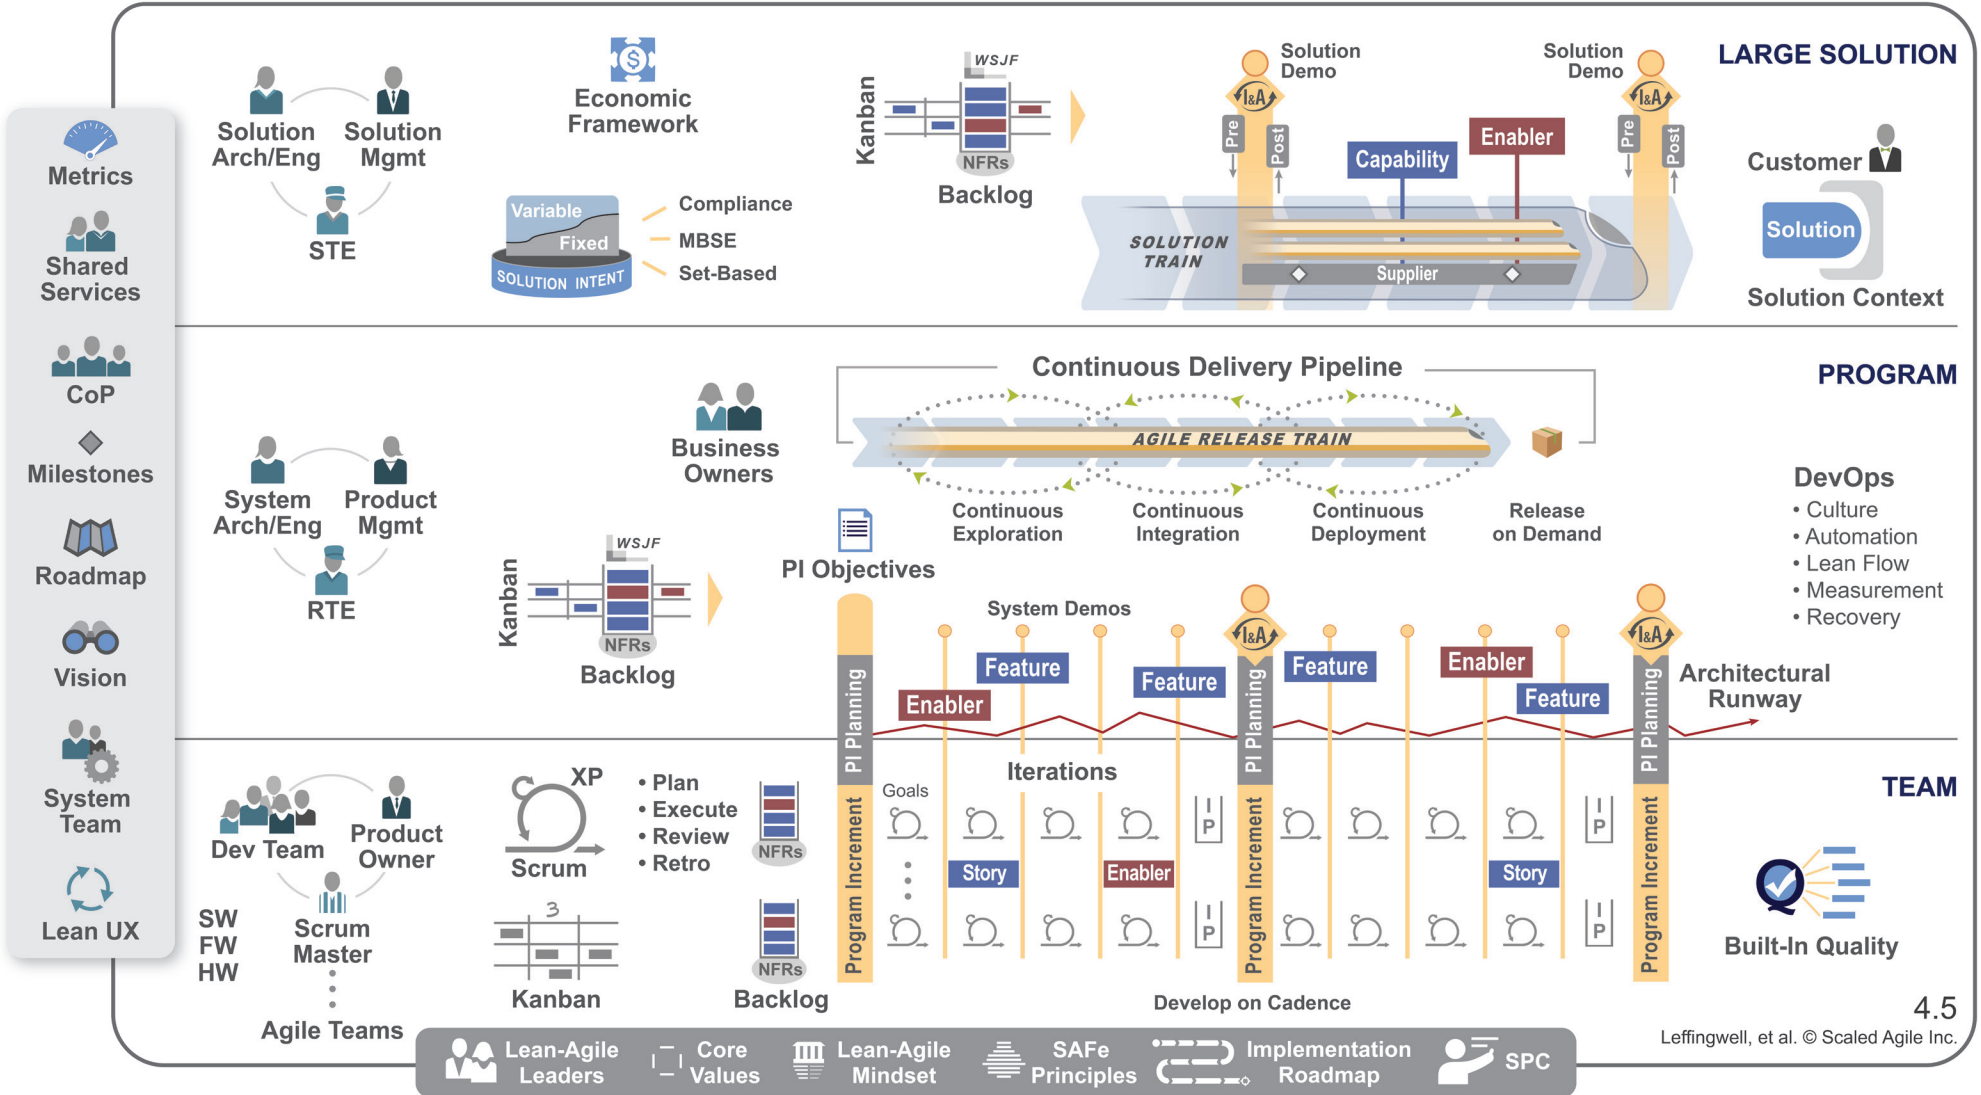 Metrics
Shared
Services
CoP
Milestones
Roadmap
Vision
System
Team
Lean UX
LARGE SOLUTION
Solution
Arch/Eng
Solution
Mgmt
STE
Economic
Framework
Variable
Fixed
SOLUTION INTENT
Compliance
MBSE
Set-Based
Kanban
WSJF
NFRs
Backlog
Solution
Demo
I&A
Pre
Post
Capability
Enabler
Solution
Demo
I&A
Pre
Post
SOLUTION
TRAIN
Supplier
Customer
Solution
Solution Context
PROGRAM
System
Arch/Eng
Product
Mgmt
RTE
Business
Owners
Kanban
WSJF
NFRs
Backlog
Continuous Delivery Pipeline
AGILE RELEASE TRAIN
Continuous
Exploration
Continuous
Integration
Continuous
Deployment
Release
on Demand
DevOps
• Culture
• Automation
• Lean Flow
• Measurement
• Recovery
PI Objectives
System Demos
PI Planning
Enabler
Feature
Feature
I&A
PI Planning
Feature
Enabler
Feature
I&A
PI Planning
Architectural
Runway
TEAM
Dev Team
Product
Owner
Scrum
Master
SW
FW
HW
Agile Teams
XP
Scrum
• Plan
• Execute
• Review
• Retro
3
Kanban
NFRs
NFRs
Backlog
Program Increment
Goals
Iterations
Story
Enabler
I
P
I
P
Program Increment
Story
I
P
I
P
Program Increment
Develop on Cadence
Built-In Quality
4.5
Leffingwell, et al. © Scaled Agile Inc.
Lean-Agile
Leaders
Core
Values
Lean-Agile
Mindset
SAFe
Principles
Implementation
Roadmap
SPC